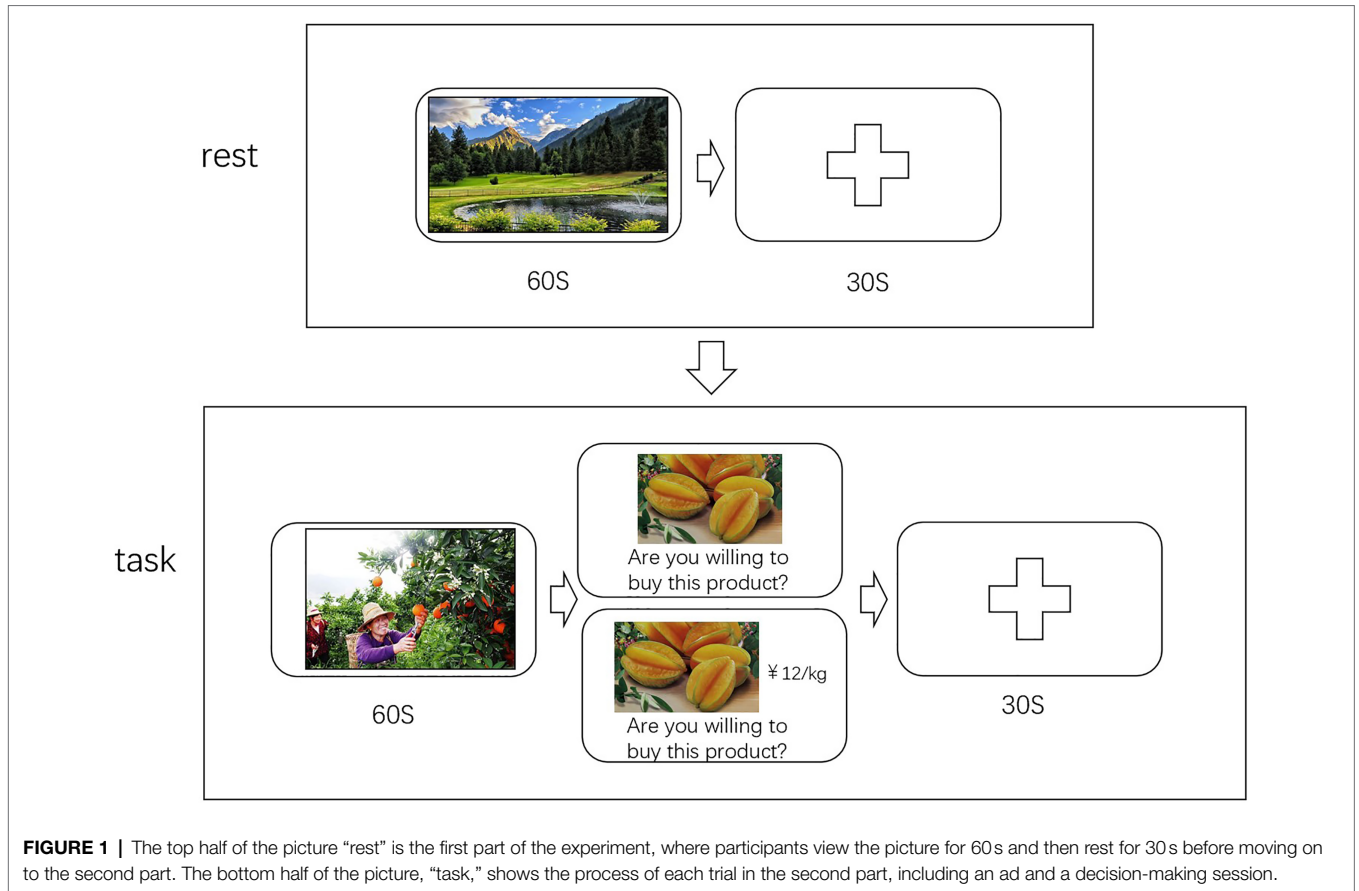 rest
60S
30S
task
60S
Are you willing to
buy this product?
¥12/kg
Are you willing to
buy this product?
30S
FIGURE 1 | The top half of the picture “rest” is the first part of the experiment, where participants view the picture for 60 s and then rest for 30 s before moving on
to the second part. The bottom half of the picture, “task,” shows the process of each trial in the second part, including an ad and a decision-making session.